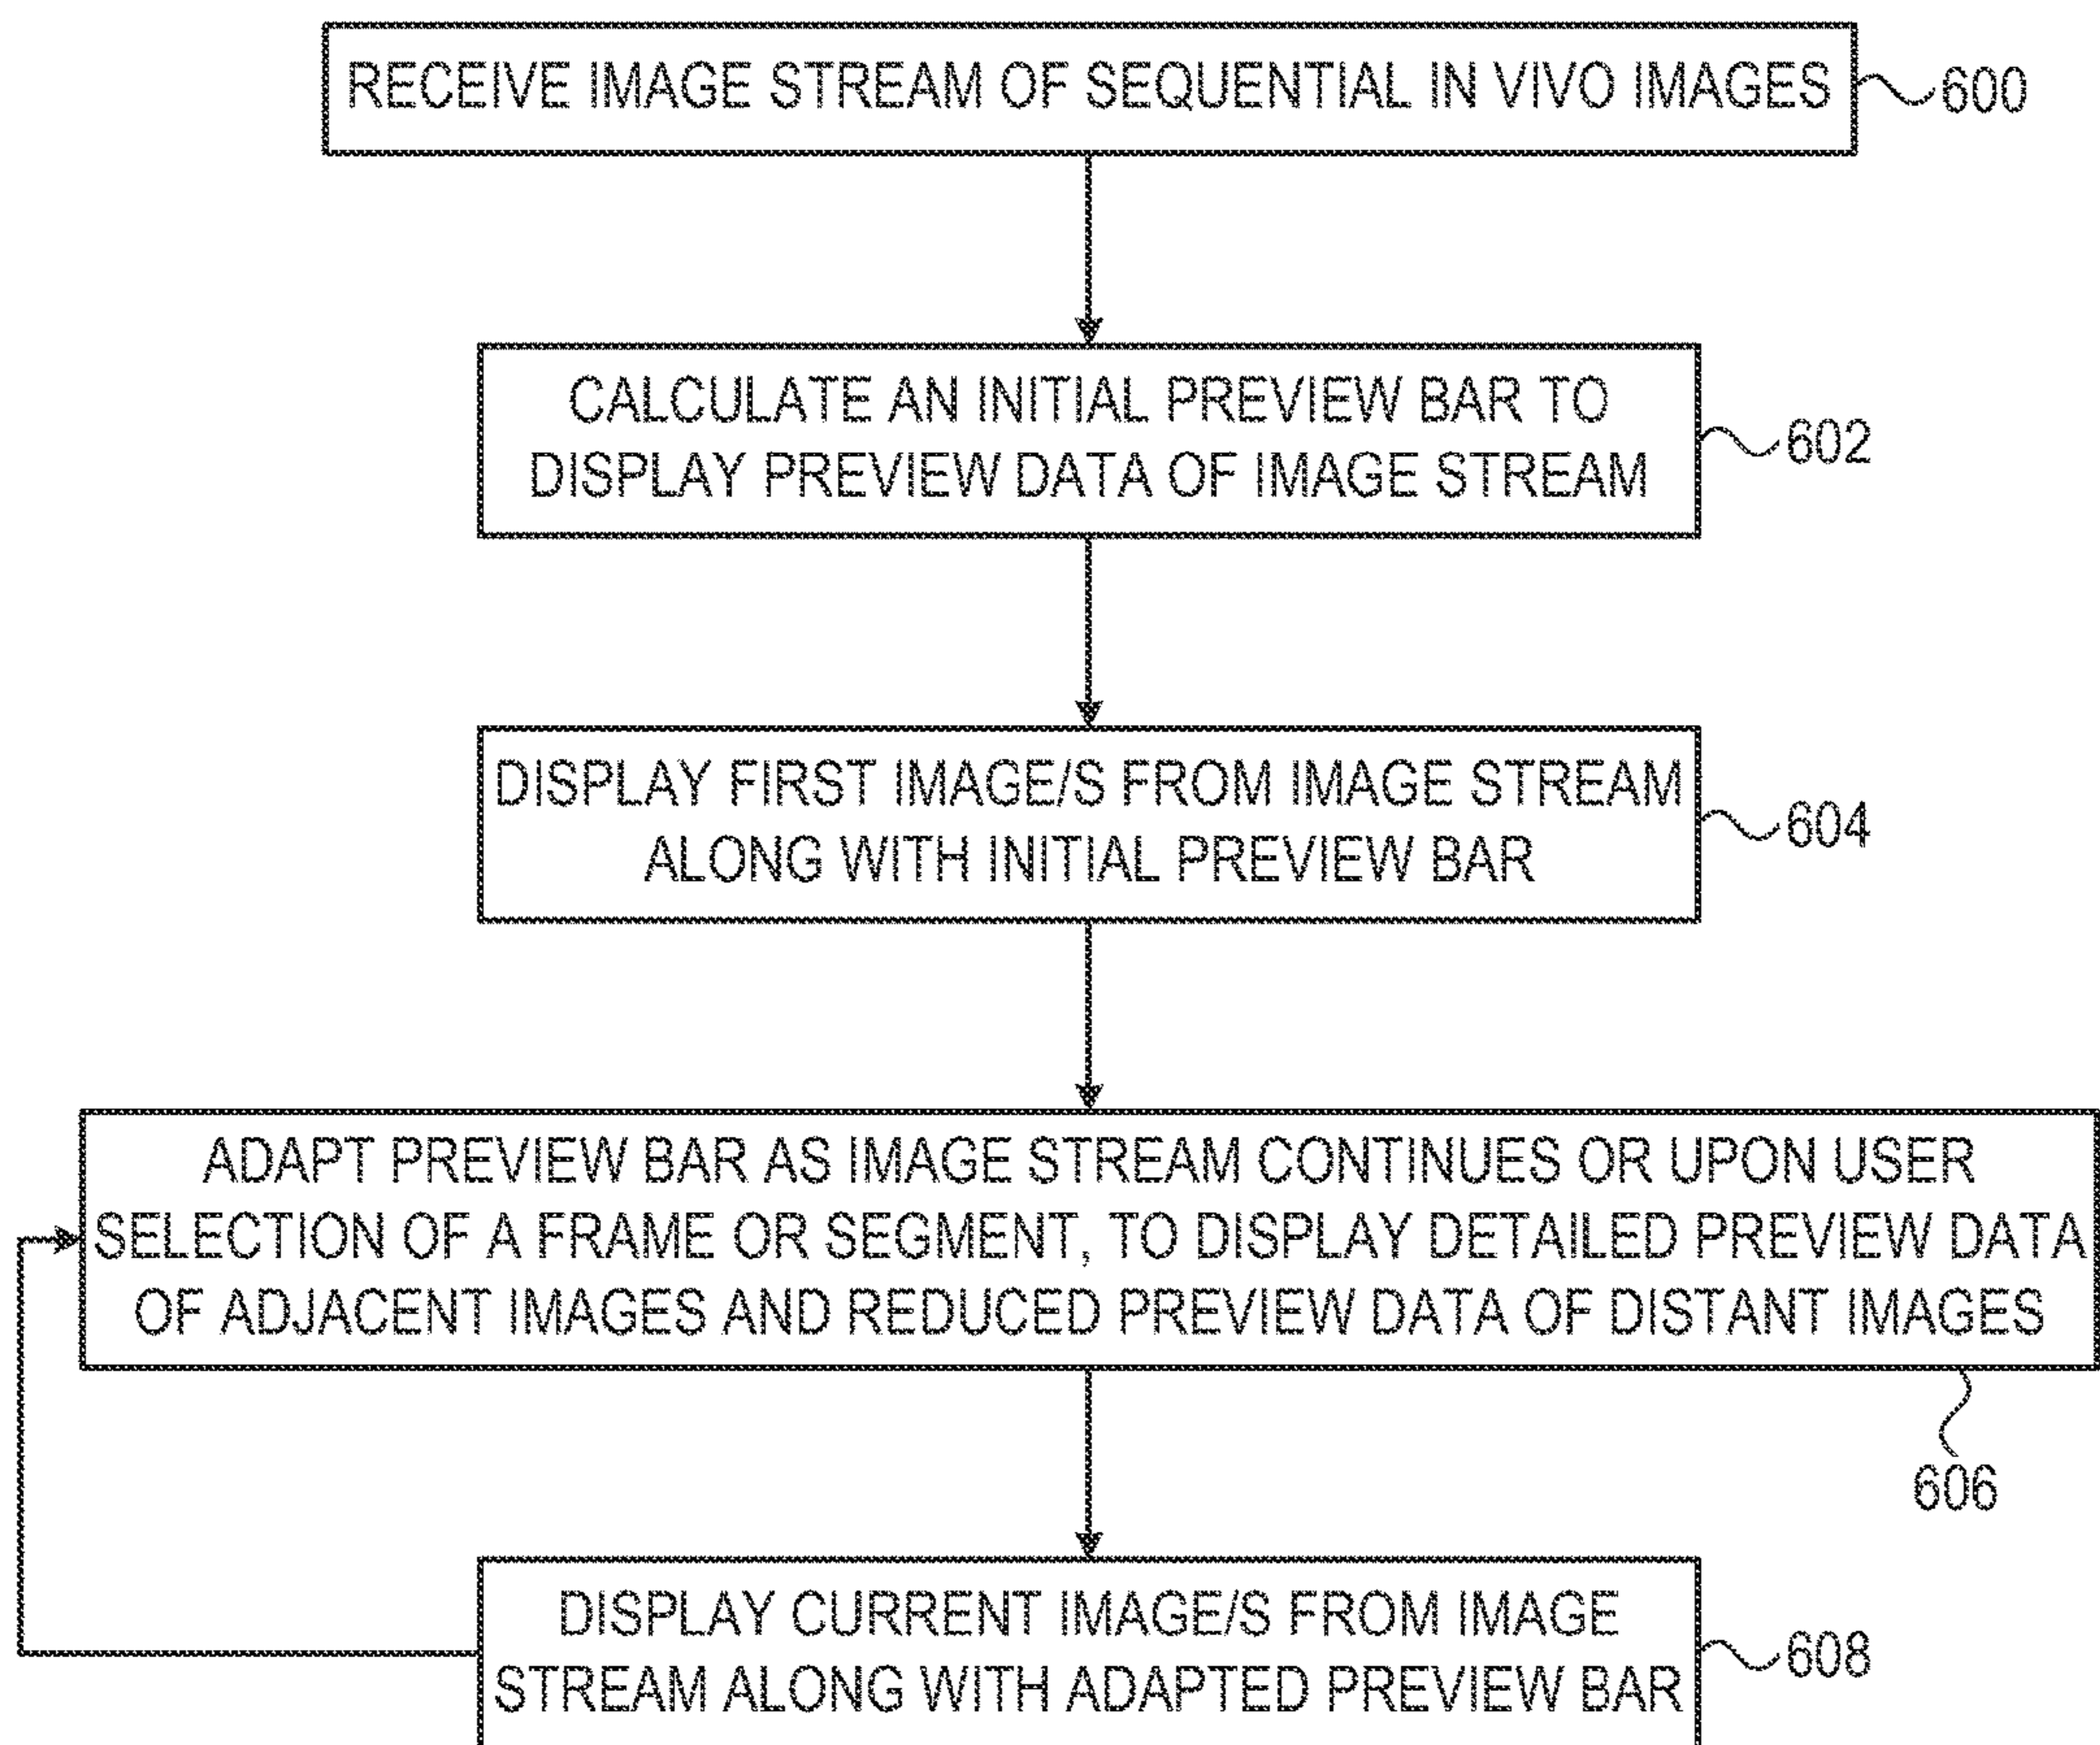 RECEIVE IMAGE STREAM OF SEQUENTIAL IN VIVO IMAGES
600
CALCULATE AN INITIAL PREVIEW BAR TO
DISPLAY PREVIEW DATA OF IMAGE STREAM
602
DISPLAY FIRST IMAGE/S FROM IMAGE STREAM
ALONG WITH INITIAL PREVIEW BAR
604
ADAPT PREVIEW BAR AS IMAGE STREAM CONTINUES OR UPON USER
SELECTION OF A FRAME OR SEGMENT, TO DISPLAY DETAILED PREVIEW DATA
OF ADJACENT IMAGES AND REDUCED PREVIEW DATA OF DISTANT IMAGES
606
DISPLAY CURRENT IMAGE/S FROM IMAGE
STREAM ALONG WITH ADAPTED PREVIEW BAR
608